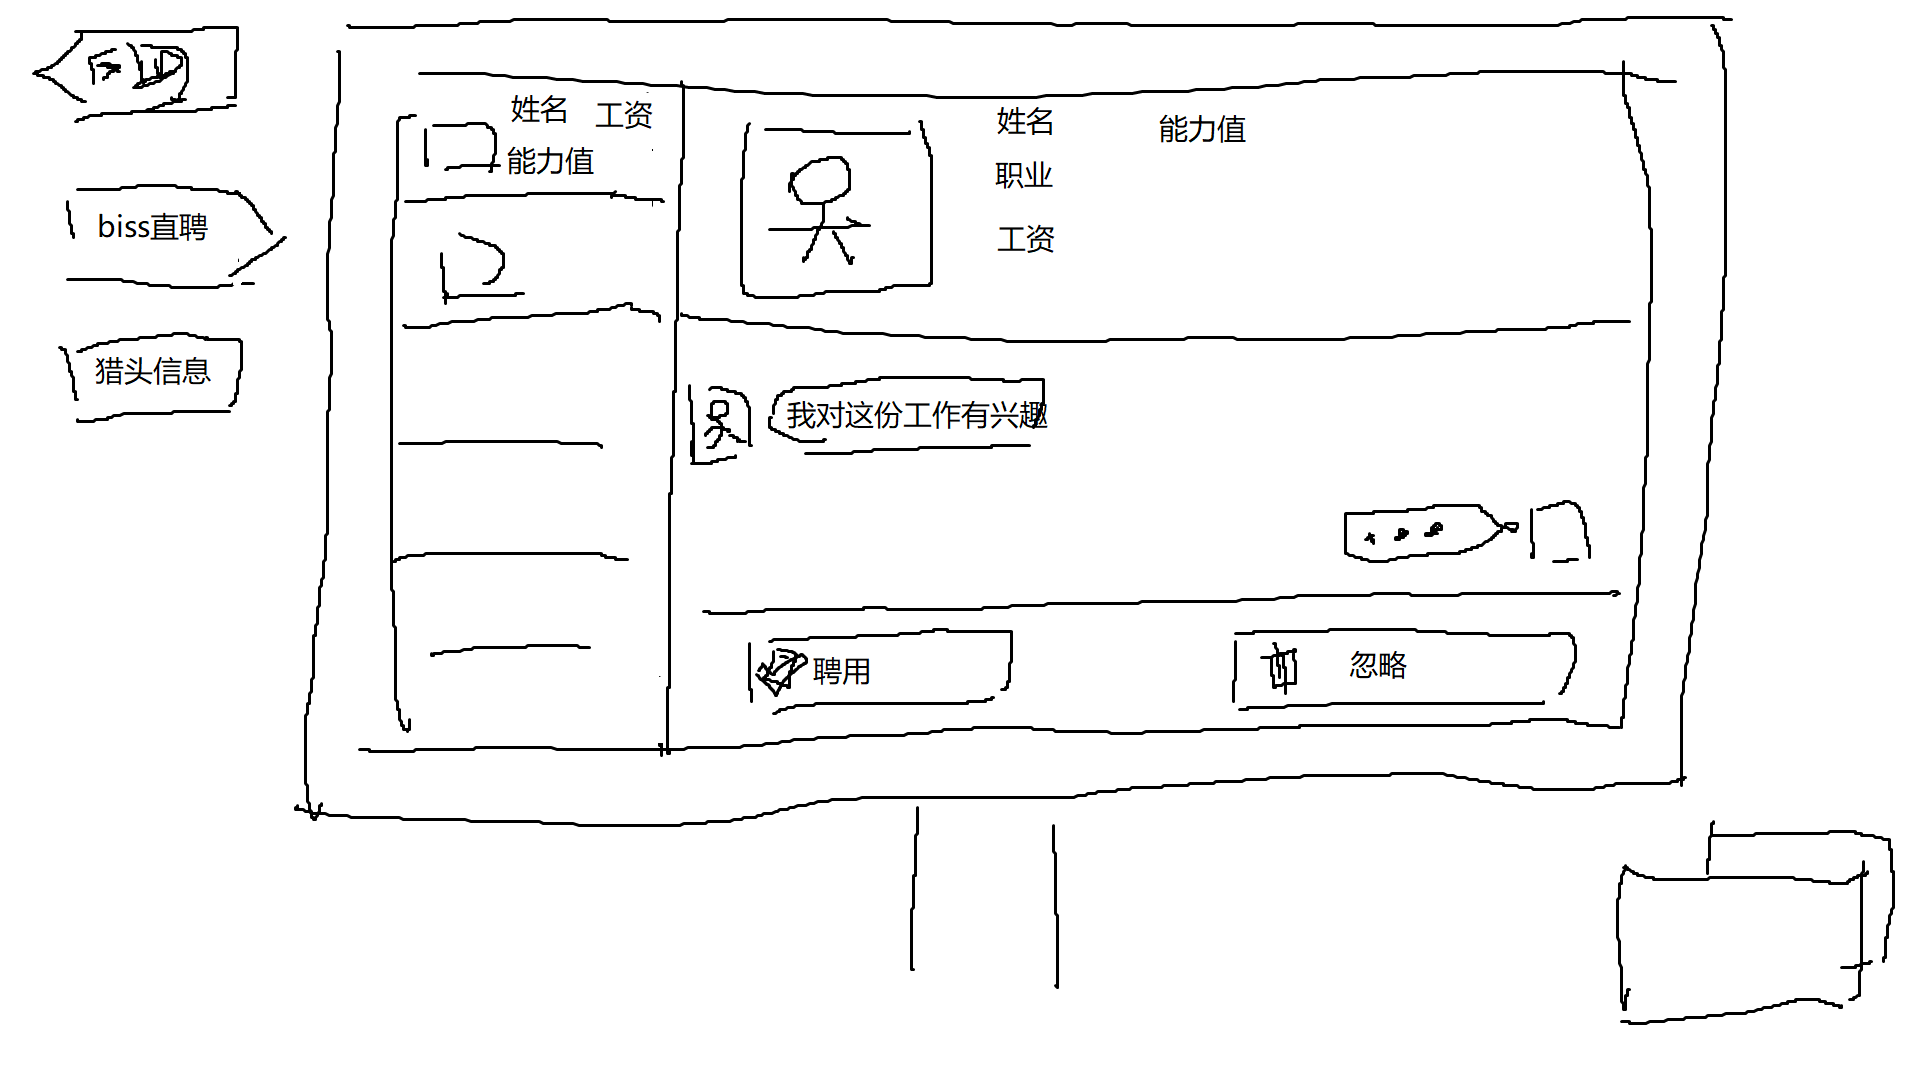 biss直聘
猎头信息
姓名 工资
能力值
姓名 能力值
职业
工资
我对这份工作有兴趣
聘用
忽略